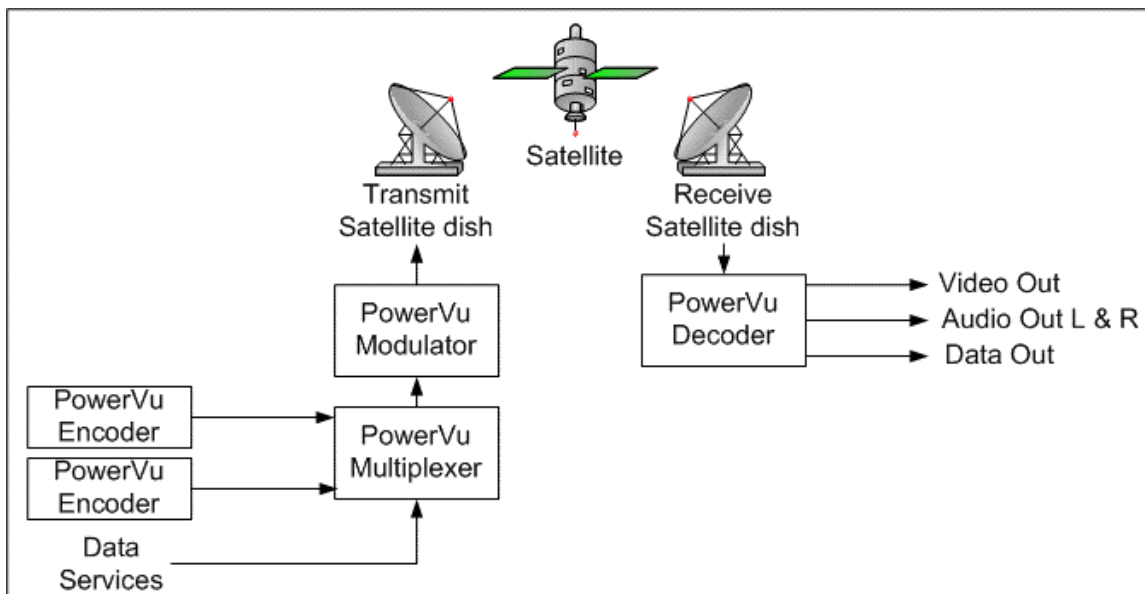 Satellite
Transmit
Satellite dish
Receive
Satellite dish
PowerVu
Modulator
PowerVu
Decoder
Video Out
Audio Out L & R
Data Out
PowerVu
Encoder
PowerVu
Multiplexer
PowerVu
Encoder
Data
Services